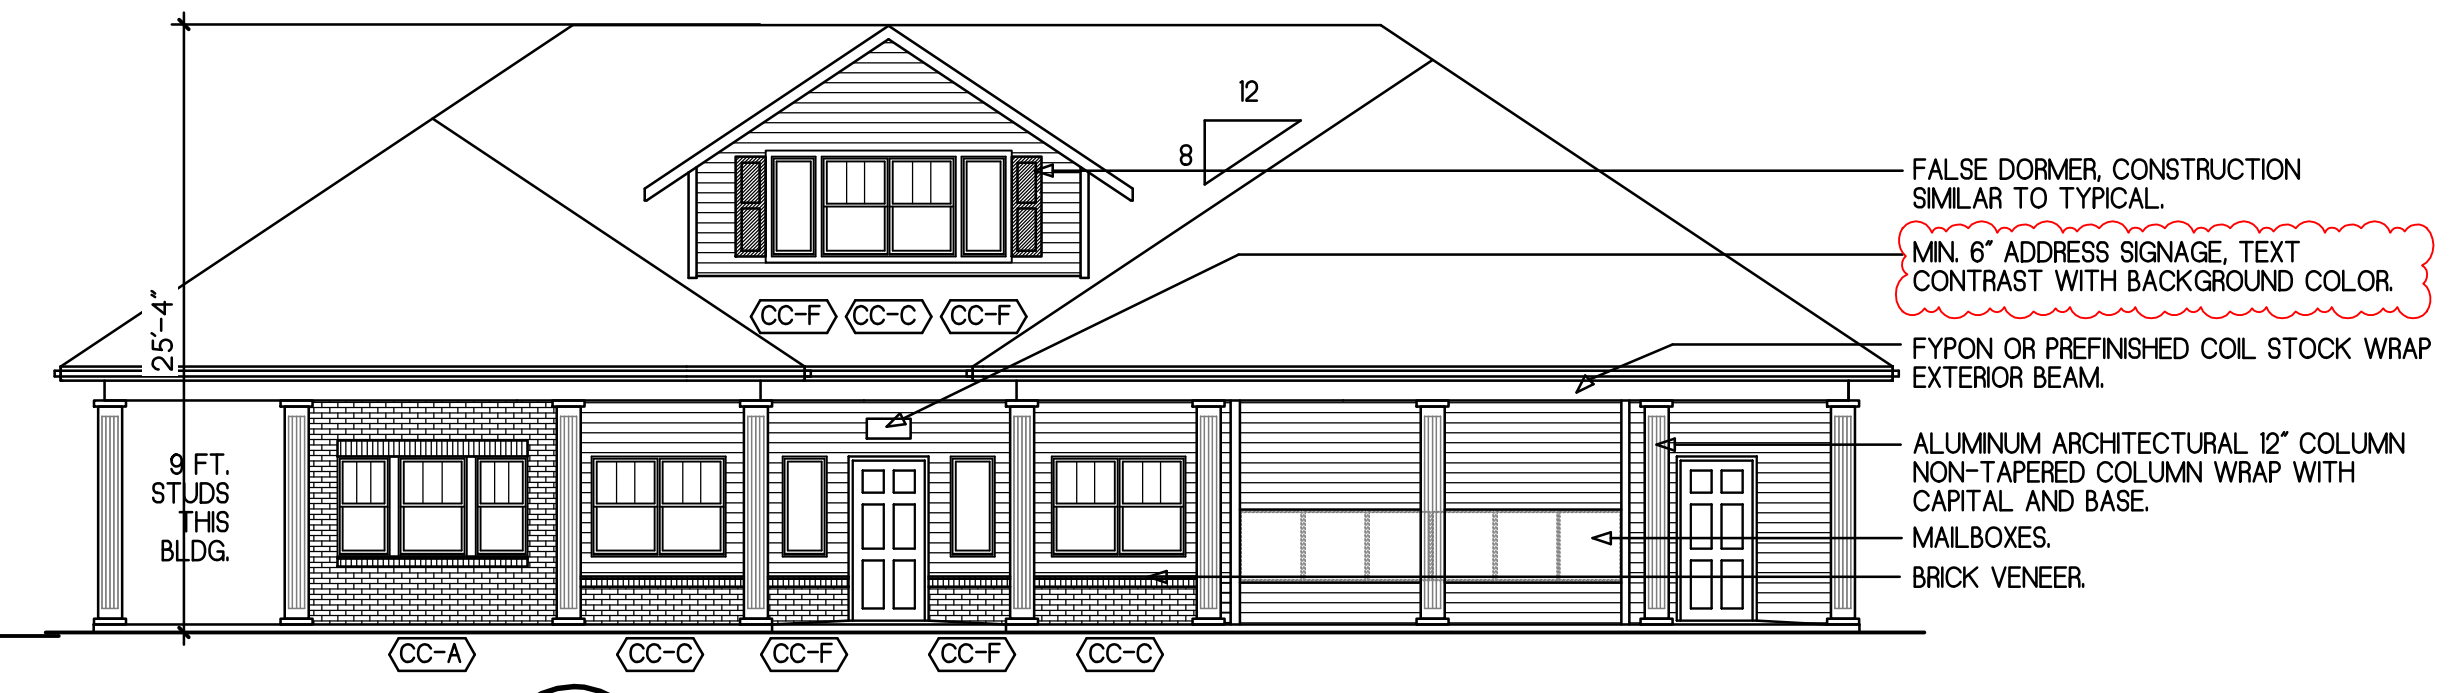 12
8
FALSE DORMER, CONSTRUCTION
SIMILAR TO TYPICAL.
MIN. 6" ADDRESS SIGNAGE, TEXT
CONTRAST WITH BACKGROUND COLOR.
25'-4"
CC-F CC-C CC-F
FYPON OR PREFINISHED COIL STOCK WRAP
EXTERIOR BEAM.
9 FT.
STUDS
THIS
BLDG.
ALUMINUM ARCHITECTURAL 12" COLUMN
NON-TAPERED COLUMN WRAP WITH
CAPITAL AND BASE.
MAILBOXES.
BRICK VENEER.
CC-A CC-C CC-F CC-F CC-C